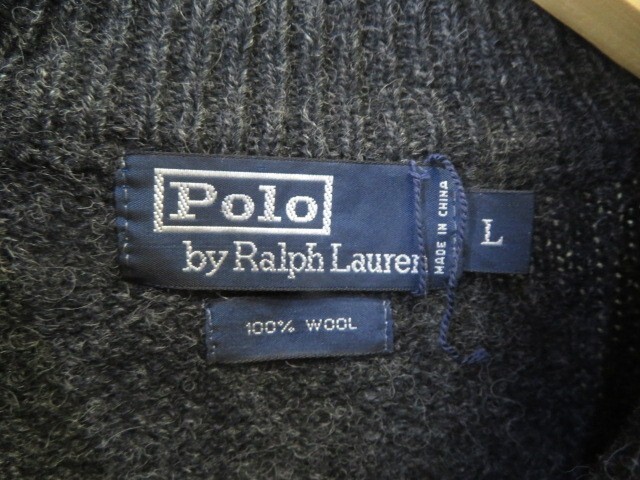 Polo
by Ralph Lauren
MADE IN CHINA
L
100% WOOL